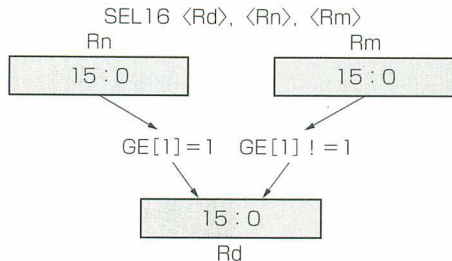 SEL16 〈Rd〉, 〈Rn〉, 〈Rm〉
Rn Rm
15:0 15:0
GE[1]=1 GE[1]!=1
15:0
Rd